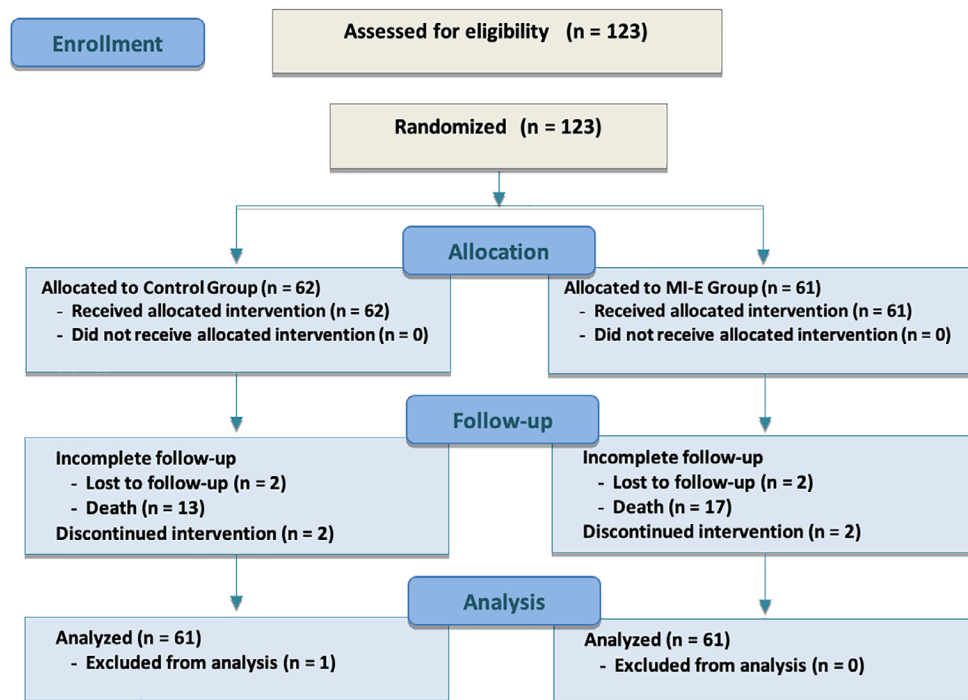 Enrollment
Assessed for eligibility (n = 123)
Randomized (n = 123)
Allocation
Allocated to Control Group (n = 62)
- Received allocated intervention (n = 62)
- Did not receive allocated intervention (n = 0)
Allocated to MI-E Group (n = 61)
- Received allocated intervention (n = 61)
- Did not receive allocated intervention (n = 0)
Follow-up
Incomplete follow-up
- Lost to follow-up (n = 2)
- Death (n = 13)
Discontinued intervention (n = 2)
Incomplete follow-up
- Lost to follow-up (n = 2)
- Death (n = 17)
Discontinued intervention (n = 2)
Analysis
Analyzed (n = 61)
- Excluded from analysis (n = 1)
Analyzed (n = 61)
- Excluded from analysis (n = 0)